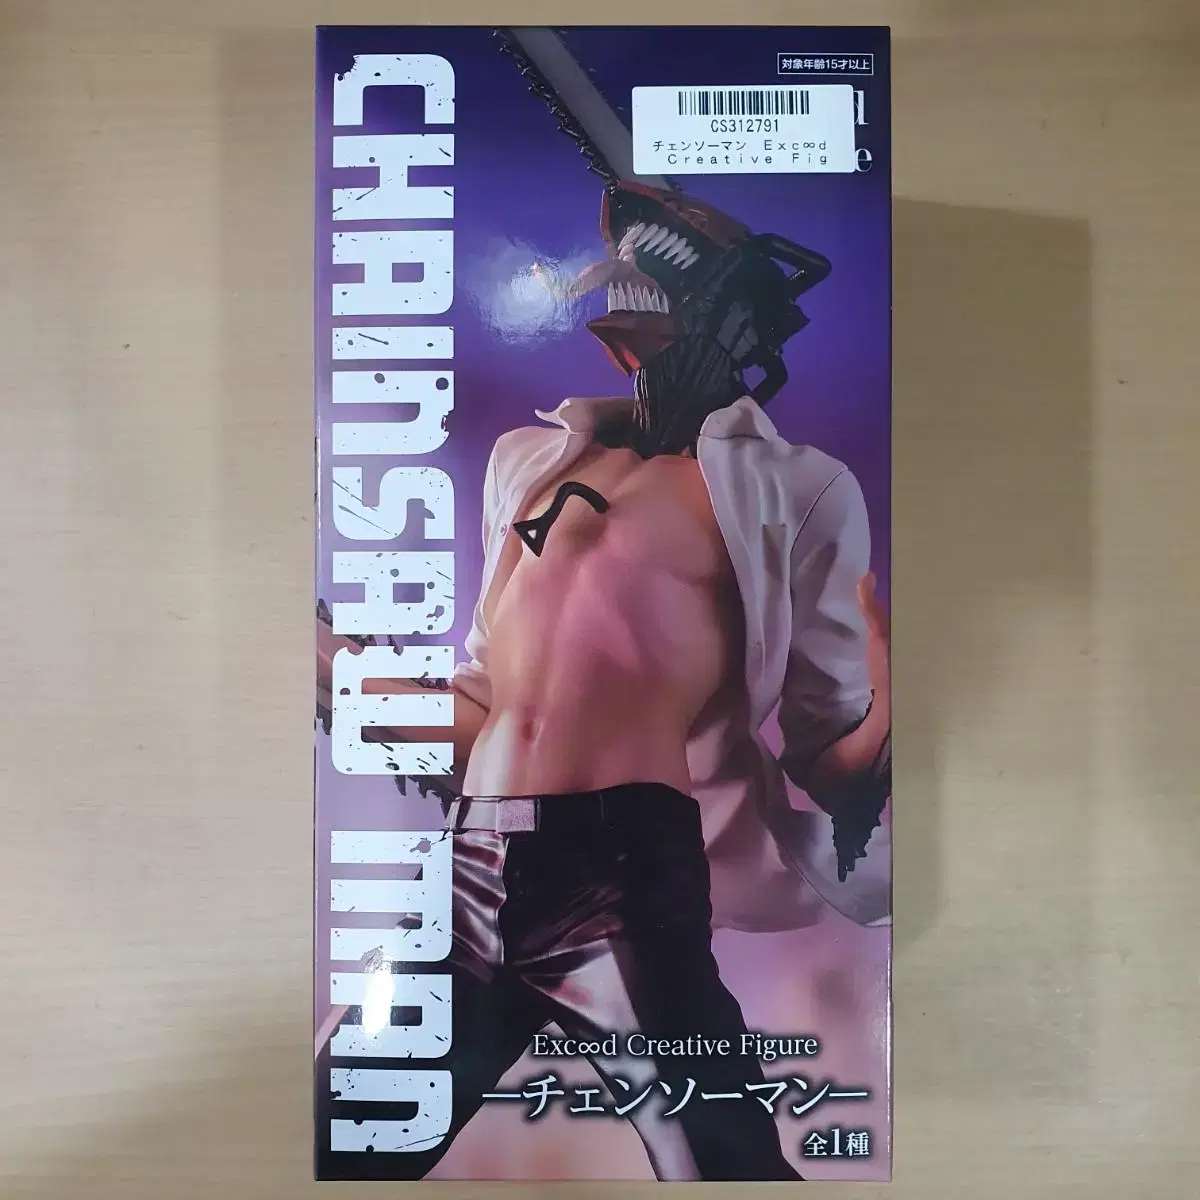 CHAINSAW MAN
対象年齢15才以上
d
e
CS312791
チェンソーマン Exc∞d
Creative Fig
Exc∞d Creative Figure
ーチェンソーマンー
全1種